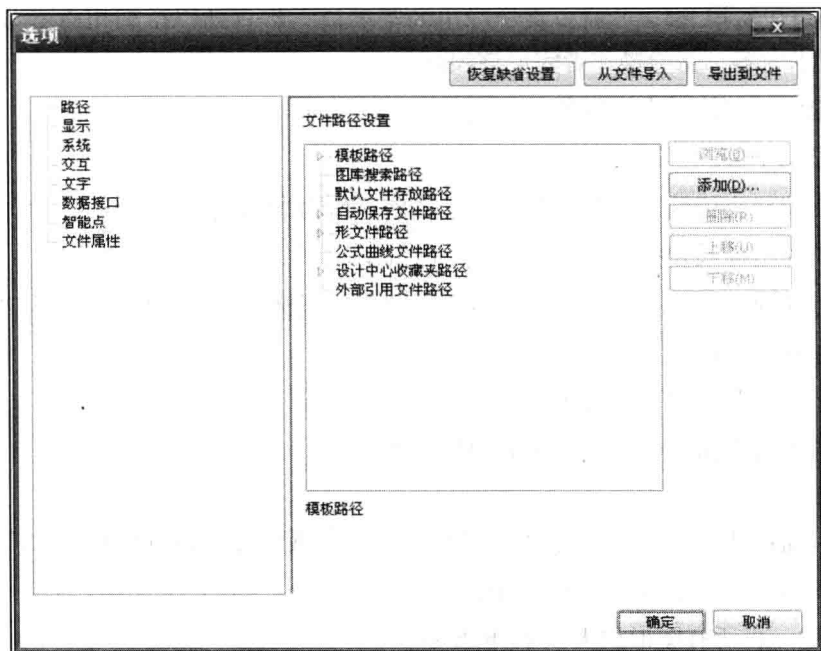 选项
X
恢复缺省设置 从文件导入 导出到文件
路径
显示
系统
交互
文字
数据接口
智能点
文件属性
文件路径设置
模板路径
图库搜索路径
默认文件存放路径
自动保存文件路径
形文件路径
公式曲线文件路径
设计中心收藏夹路径
外部引用文件路径
添加(D)...
删除(R)
上移(U)
下移(M)
模板路径
确定 取消